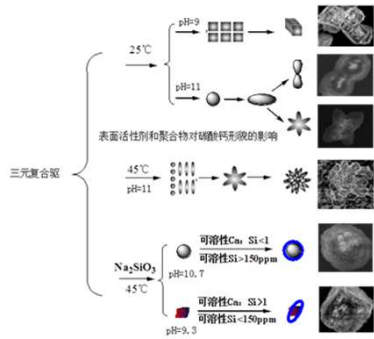 pH=9
25℃
pH=11
表面活性剂和聚合物对碳酸钙形貌的影响
三元复合驱
45℃
pH=11
可溶性Ca：Si<1
Na₂SiO₃
可溶性Si>150ppm
pH=10.7
45℃
可溶性Ca：Si>1
可溶性Si<150ppm
pH=9.3